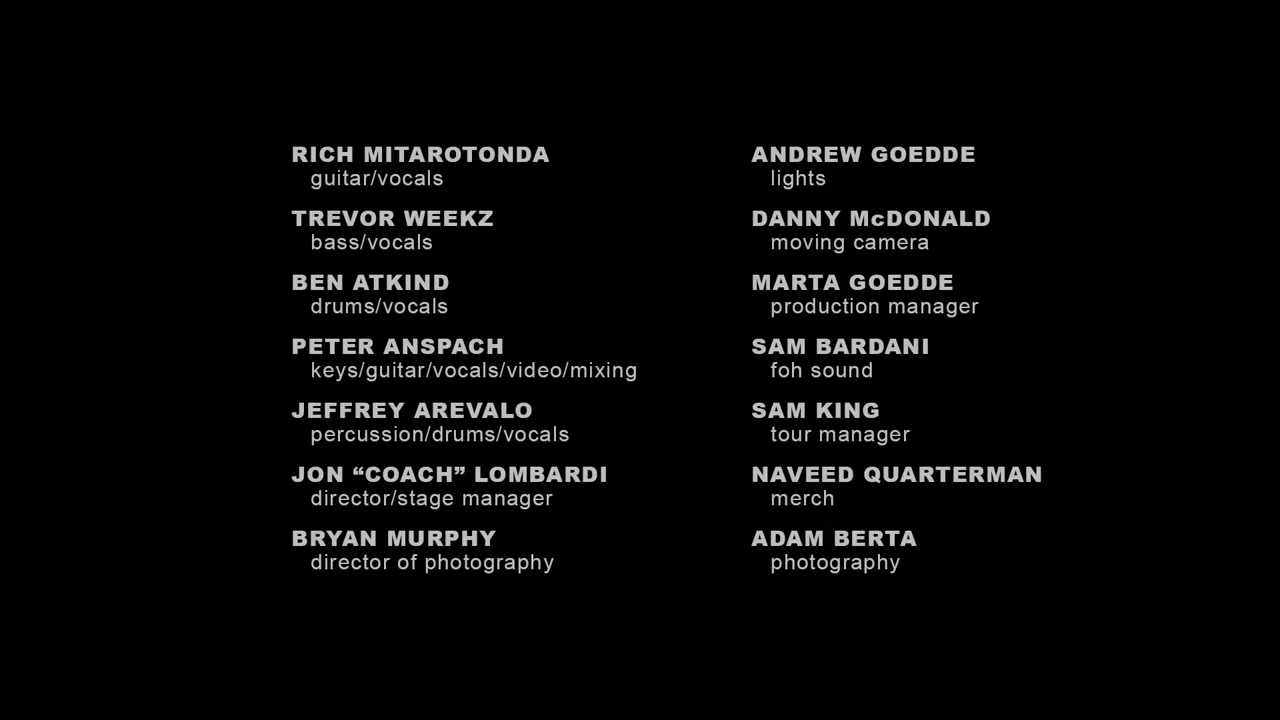 RICH MITAROTONDA
guitar/vocals
TREVOR WEEKZ
bass/vocals
BEN ATKIND
drums/vocals
PETER ANSPACH
keys/guitar/vocals/video/mixing
JEFFREY AREVALO
percussion/drums/vocals
JON “COACH” LOMBARDI
director/stage manager
BRYAN MURPHY
director of photography
ANDREW GOEDDE
lights
DANNY McDONALD
moving camera
MARTA GOEDDE
production manager
SAM BARDANI
foh sound
SAM KING
tour manager
NAVEED QUARTERMAN
merch
ADAM BERTA
photography